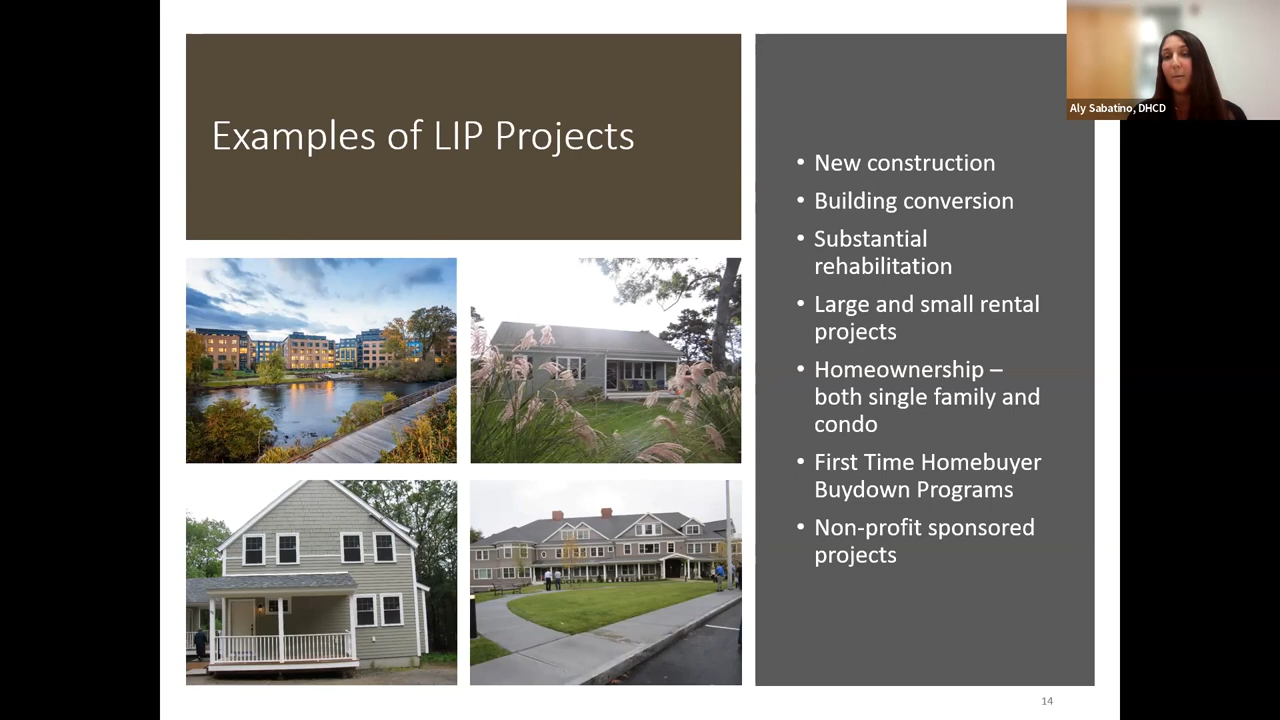 Examples of LIP Projects
Aly Sabatino, DHCD
• New construction
• Building conversion
• Substantial
rehabilitation
• Large and small rental
projects
• Homeownership –
both single family and
condo
• First Time Homebuyer
Buydown Programs
• Non-profit sponsored
projects
14